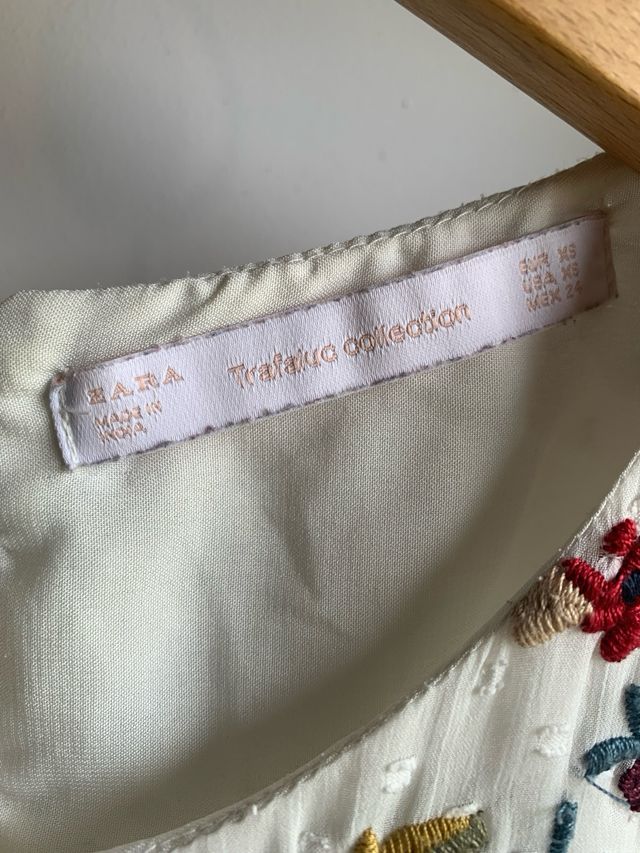 ZARA
MADE IN
INDIA
Trafaluc collection
EUR XS
USA XS
MEX 24